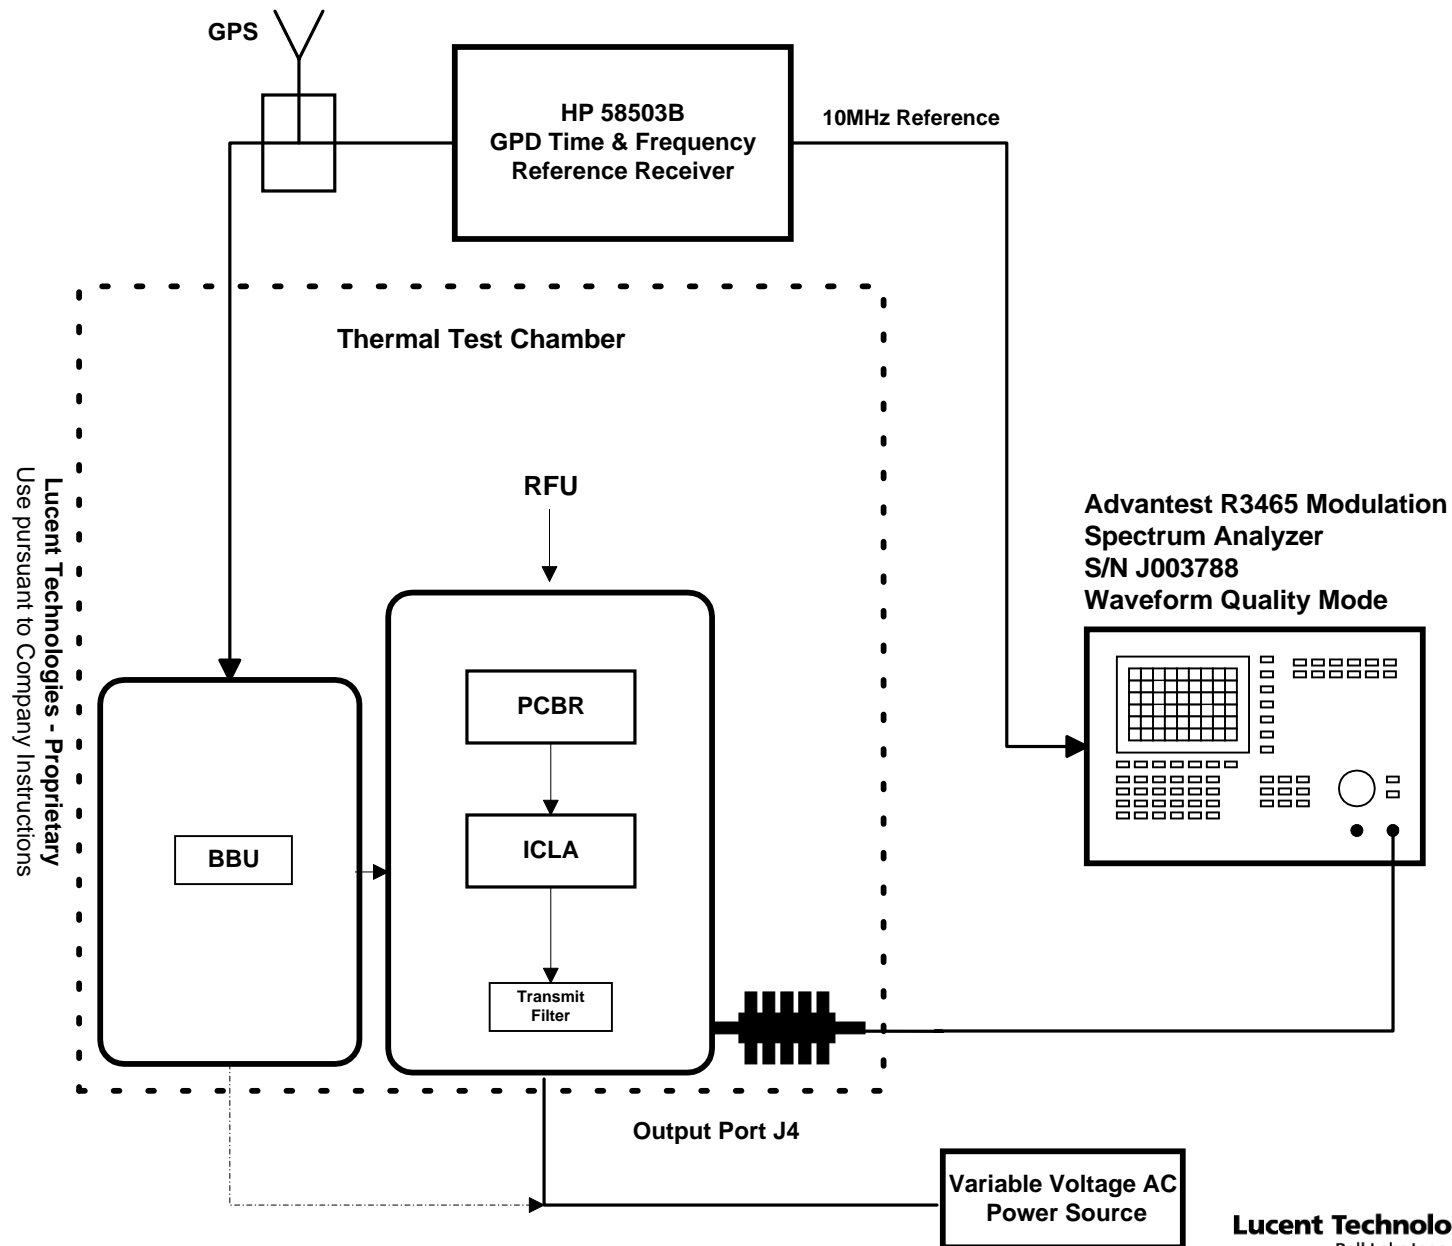 GPS
HP 58503B
GPD Time & Frequency
Reference Receiver
10MHz Reference
Thermal Test Chamber
Lucent Technologies - Proprietary
Use pursuant to Company Instructions
RFU
Advantest R3465 Modulation
Spectrum Analyzer
S/N J003788
Waveform Quality Mode
PCBR
BBU
ICLA
Transmit
Filter
Output Port J4
Variable Voltage AC
Power Source
Lucent Technolo